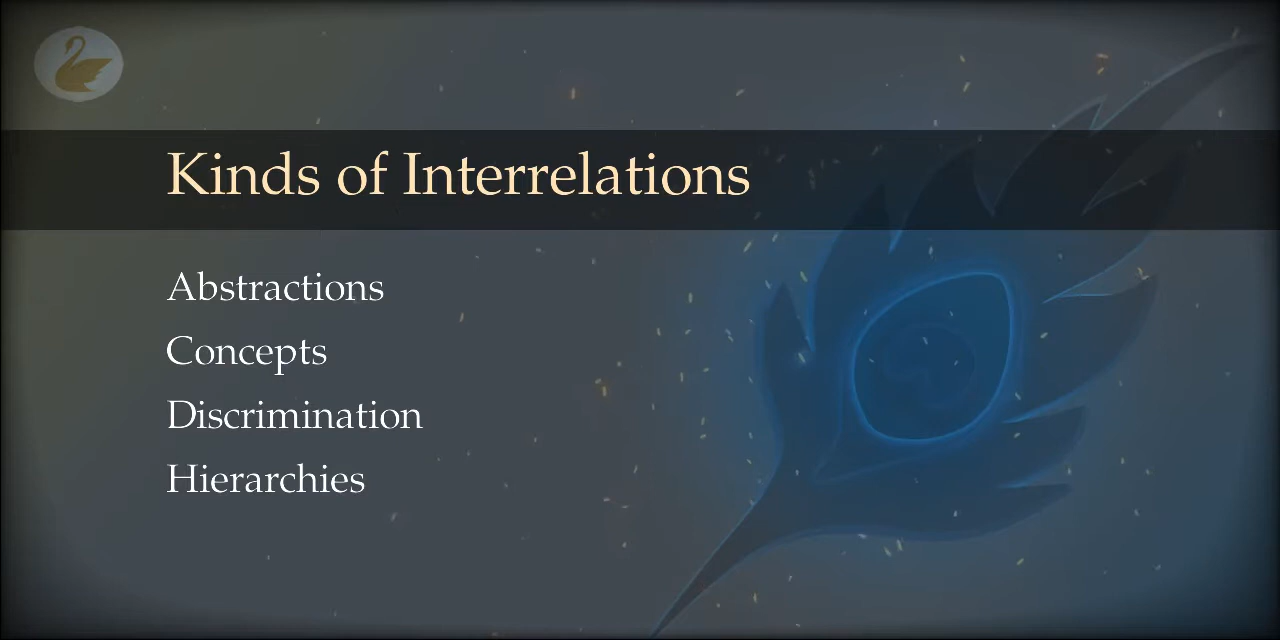 Kinds of Interrelations
Abstractions
Concepts
Discrimination
Hierarchies